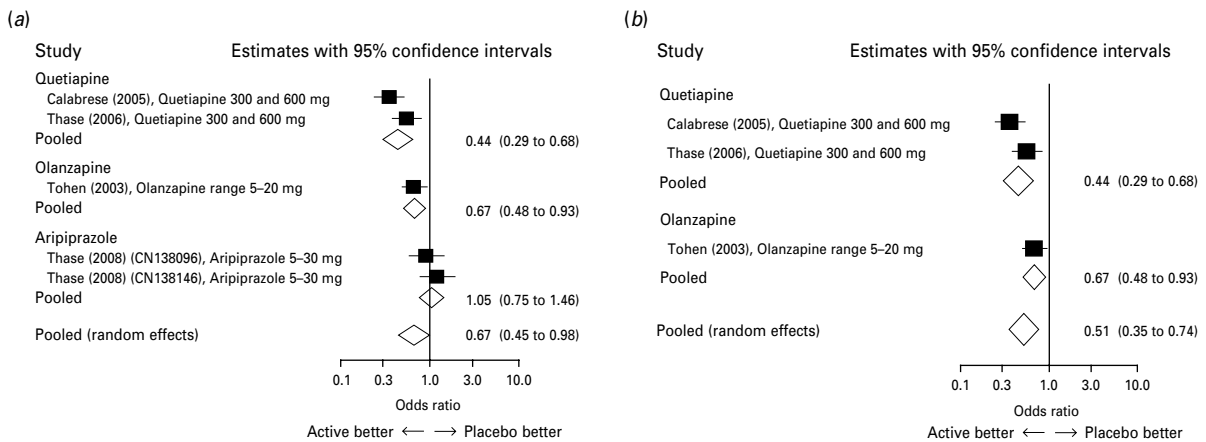 (a)
Study Estimates with 95% confidence intervals
Quetiapine
Calabrese (2005), Quetiapine 300 and 600 mg
Thase (2006), Quetiapine 300 and 600 mg
Pooled 0.44 (0.29 to 0.68)
Olanzapine
Tohen (2003), Olanzapine range 5–20 mg
Pooled 0.67 (0.48 to 0.93)
Aripiprazole
Thase (2008) (CN138096), Aripiprazole 5–30 mg
Thase (2008) (CN138146), Aripiprazole 5–30 mg
Pooled 1.05 (0.75 to 1.46)
Pooled (random effects) 0.67 (0.45 to 0.98)
0.1 0.3 1.0 3.0 10.0
Odds ratio
Active better ← → Placebo better
(b)
Study Estimates with 95% confidence intervals
Quetiapine
Calabrese (2005), Quetiapine 300 and 600 mg
Thase (2006), Quetiapine 300 and 600 mg
Pooled 0.44 (0.29 to 0.68)
Olanzapine
Tohen (2003), Olanzapine range 5–20 mg
Pooled 0.67 (0.48 to 0.93)
Pooled (random effects) 0.51 (0.35 to 0.74)
0.1 0.3 1.0 3.0 10.0
Odds ratio
Active better ← → Placebo better